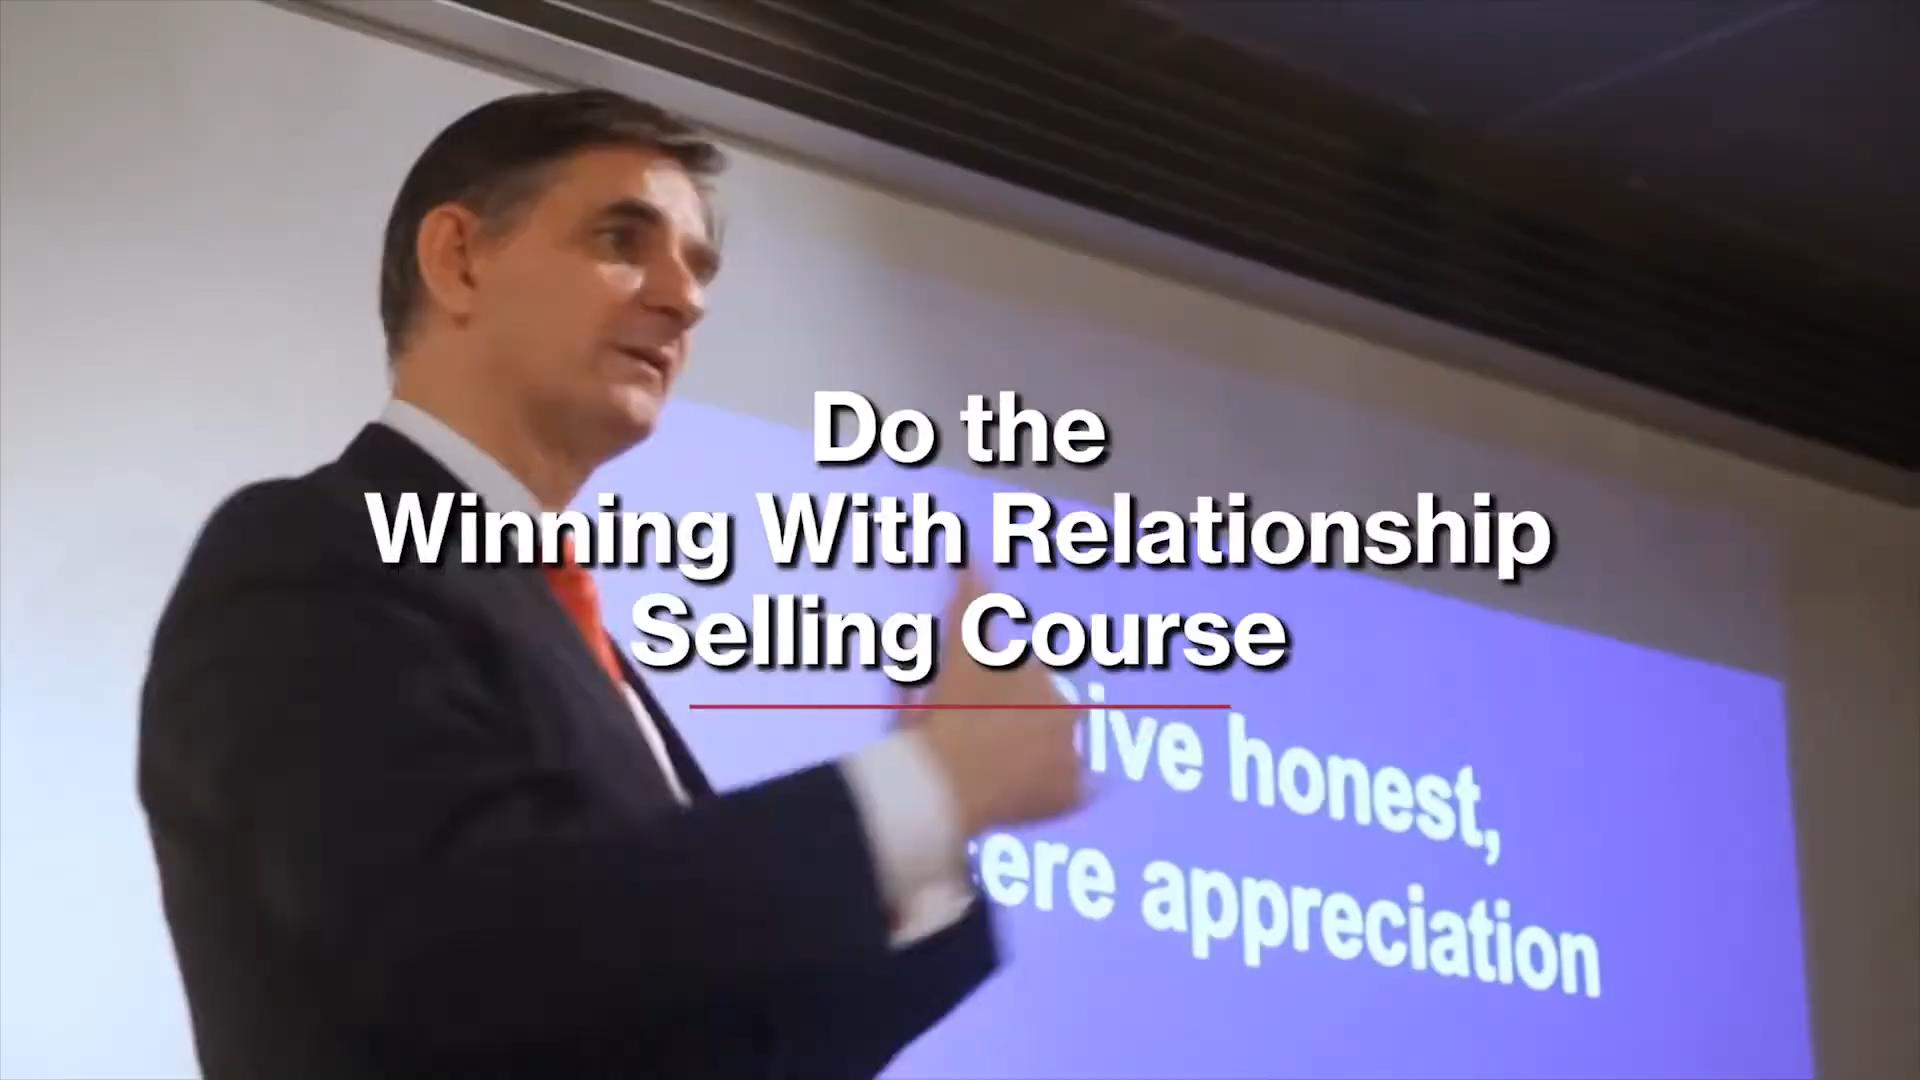 Do the
Winning With Relationship
Selling Course
honest,
appreciation